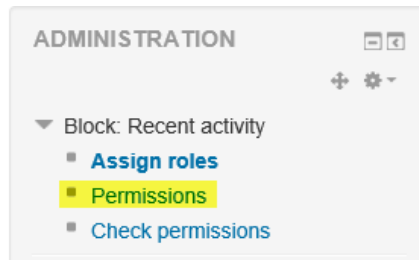 ADMINISTRATION
Block: Recent activity
Assign roles
Permissions
Check permissions